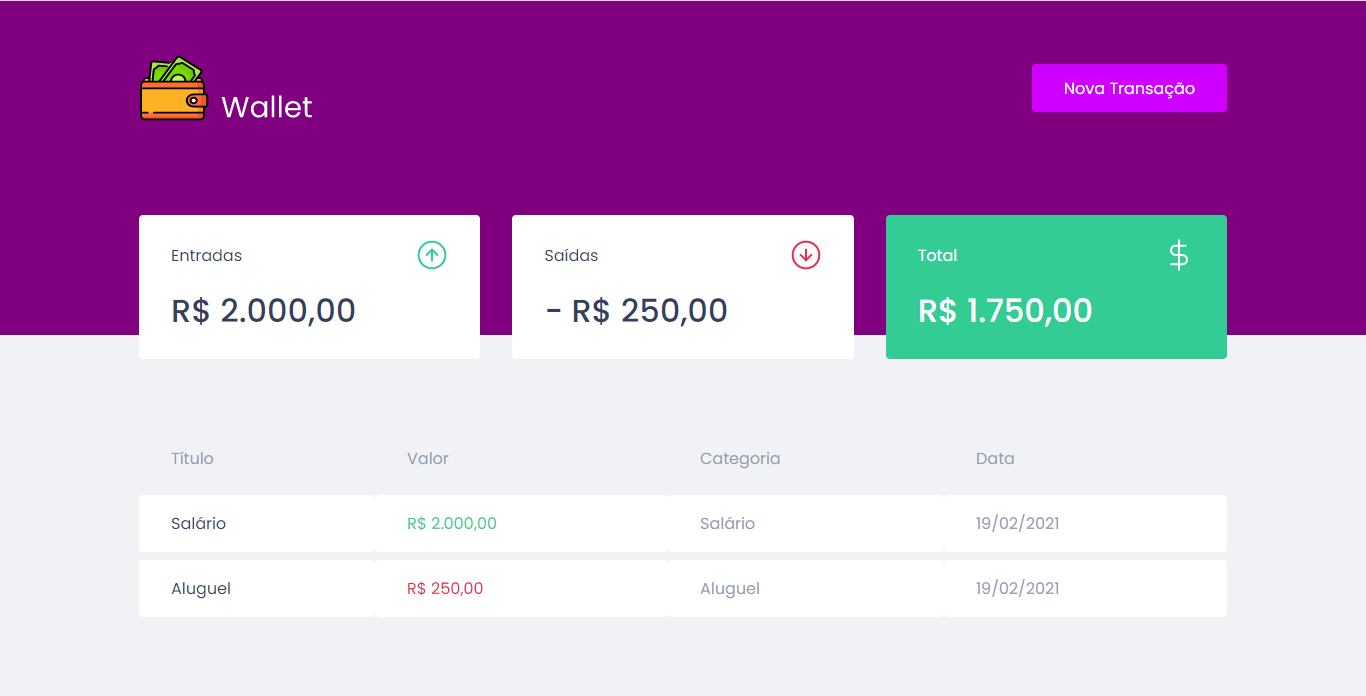 Wallet
Nova Transação
Entradas
R$ 2.000,00
Saídas
- R$ 250,00
Total
$
R$ 1.750,00
Título Valor Categoria Data
Salário R$ 2.000,00 Salário 19/02/2021
Aluguel R$ 250,00 Aluguel 19/02/2021